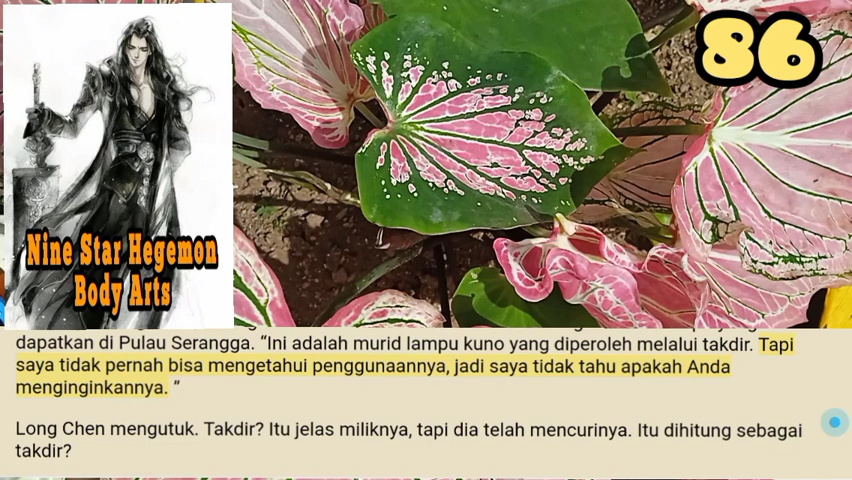 86
Nine Star Hegemon
Body Arts
dapatkan di Pulau Serangga. “Ini adalah murid lampu kuno yang diperoleh melalui takdir. Tapi
saya tidak pernah bisa mengetahui penggunaannya, jadi saya tidak tahu apakah Anda
menginginkannya. ”
Long Chen mengutuk. Takdir? Itu jelas miliknya, tapi dia telah mencurinya. Itu dihitung sebagai
takdir?